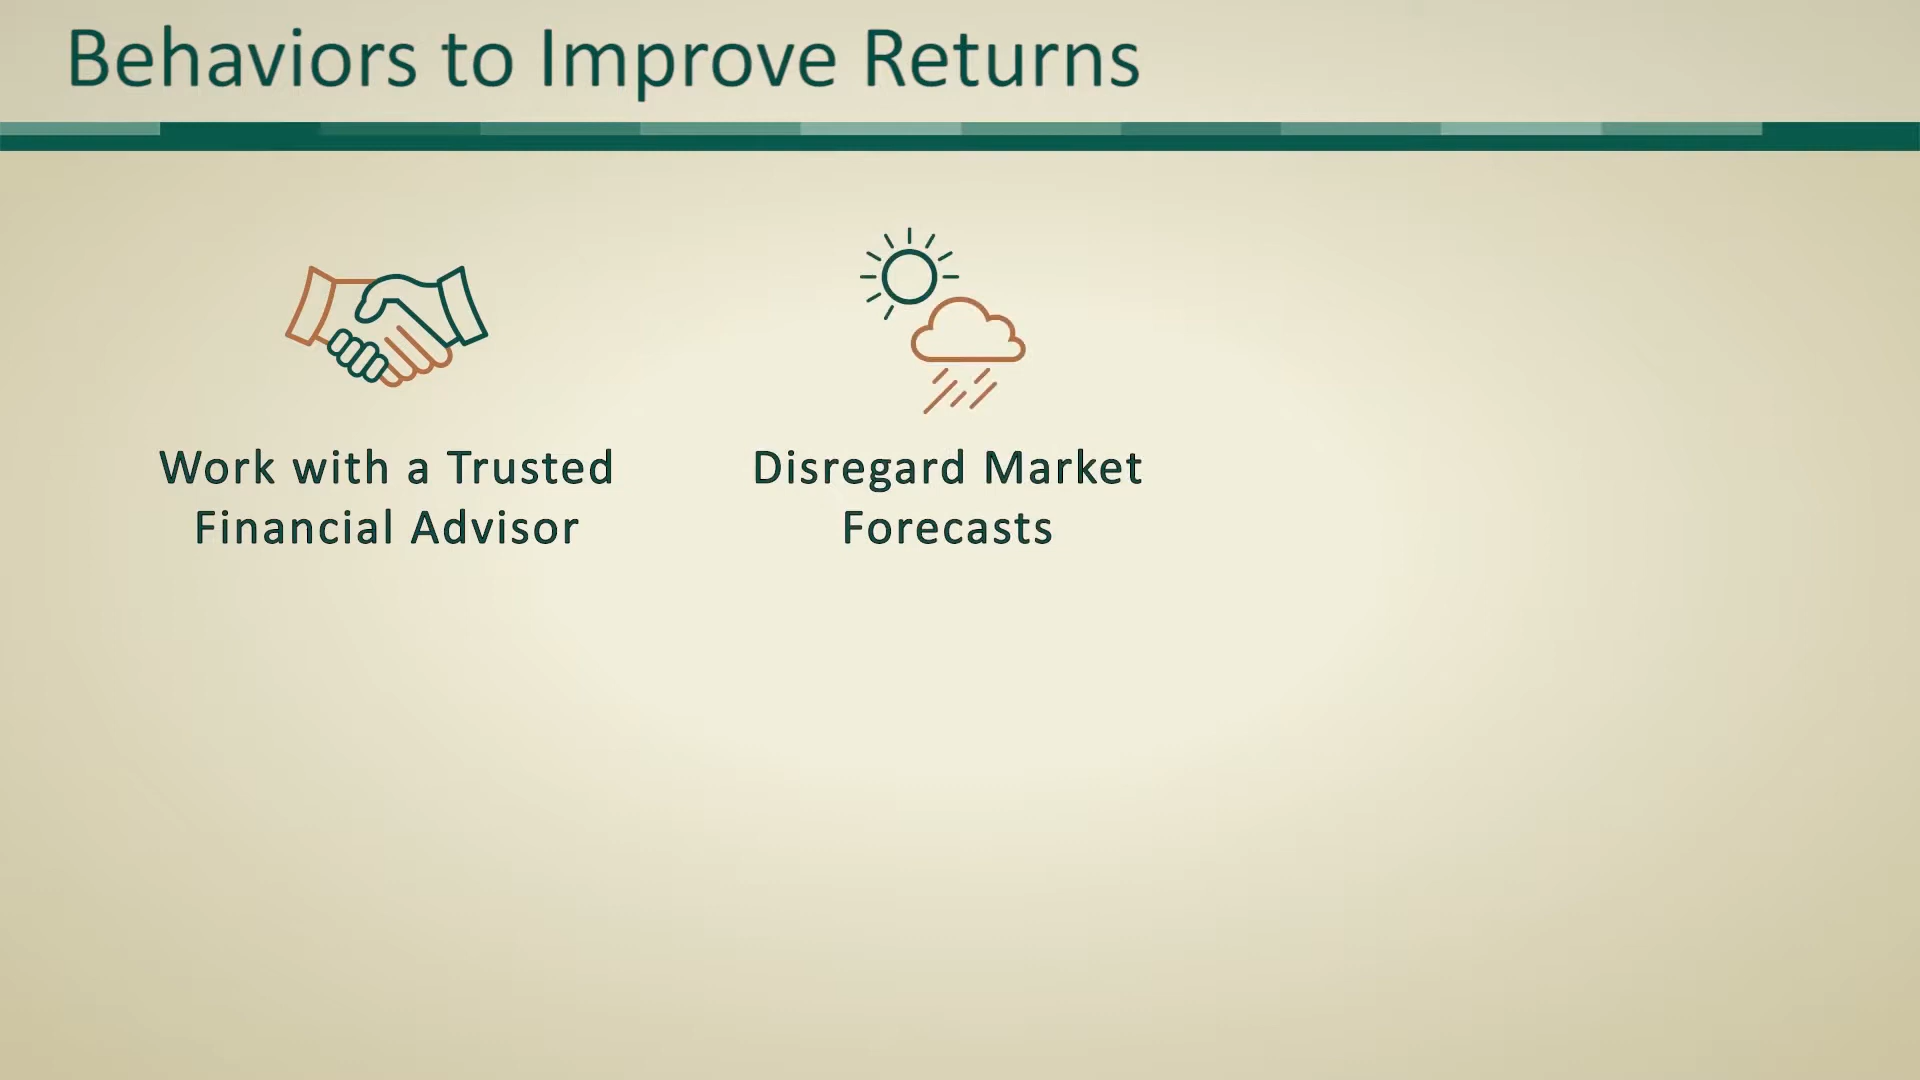 Behaviors to Improve Returns
Work with a Trusted
Financial Advisor
Disregard Market
Forecasts